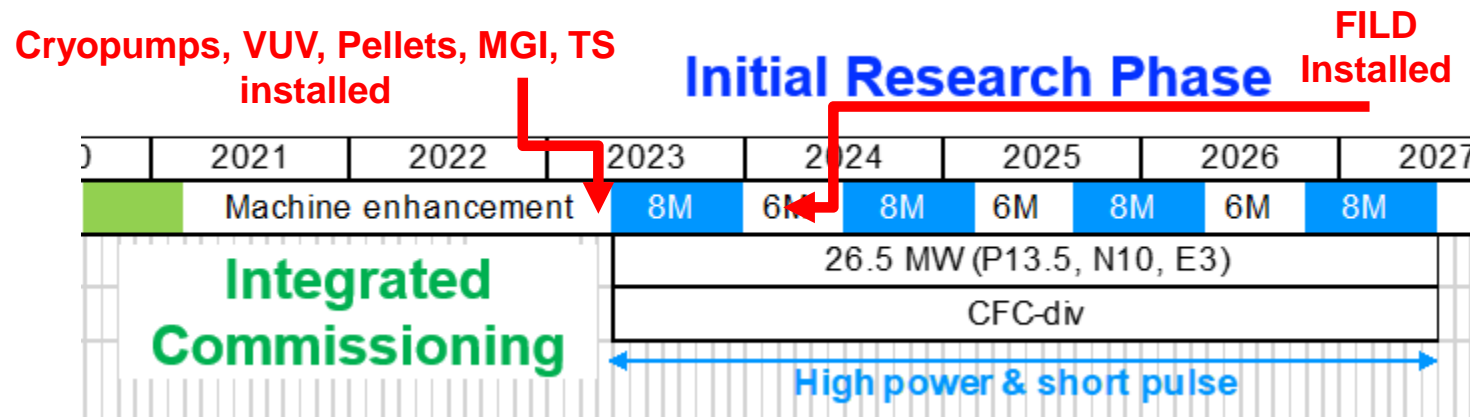 Cryopumps, VUV, Pellets, MGI, TS
installed
Initial Research Phase
FILD
Installed
0 2021 2022 2023 2024 2025 2026 2027
Machine enhancement 8M 6M 8M 6M 8M 6M 8M
26.5 MW (P13.5, N10, E3)
CFC-div
Integrated
Commissioning
High power & short pulse